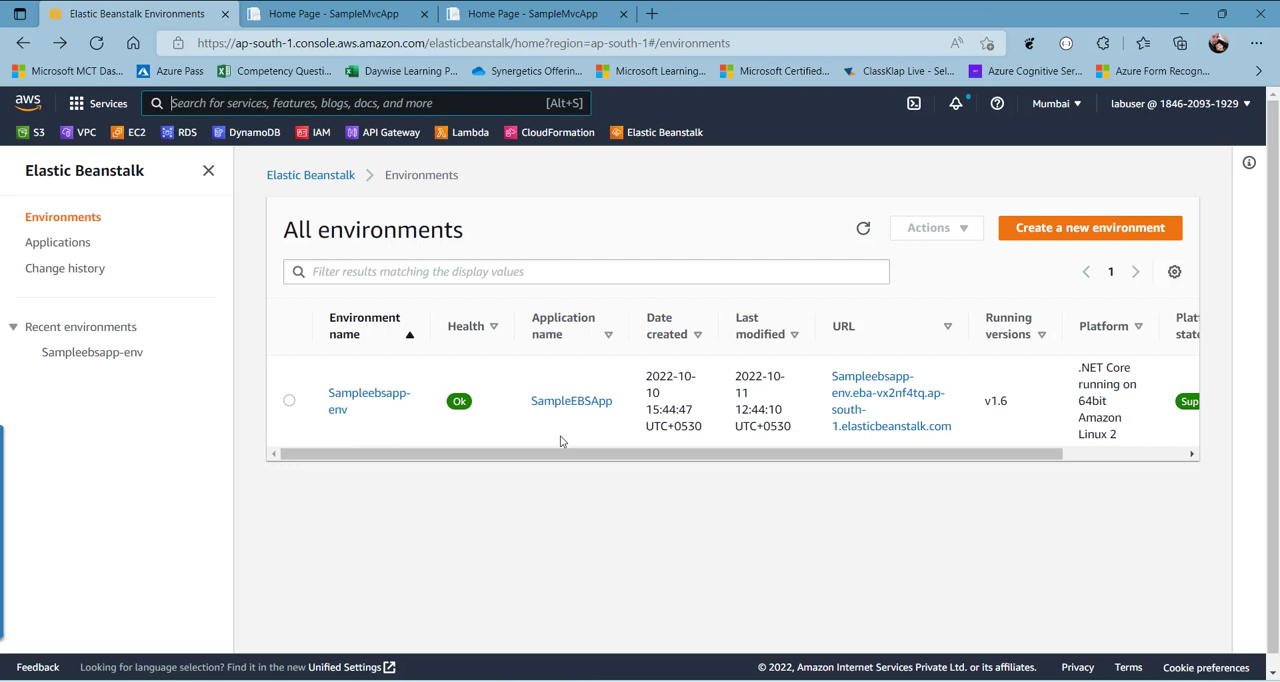 Elastic Beanstalk Environments
Home Page - SampleMvcApp
Home Page - SampleMvcApp
https://ap-south-1.console.aws.amazon.com/elasticbeanstalk/home?region=ap-south-1#/environments
Microsoft MCT Das...
Azure Pass
Competency Questi...
Daywise Learning P...
Synergetics Offerin...
Microsoft Learning...
Microsoft Certified...
ClassKlap Live - Sel...
Azure Cognitive Ser...
Azure Form Recogn...
aws
Services
Search for services, features, blogs, docs, and more
[Alt+S]
Mumbai
labuser @ 1846-2093-1929
S3
VPC
EC2
RDS
DynamoDB
IAM
API Gateway
Lambda
CloudFormation
Elastic Beanstalk
Elastic Beanstalk
Environments
Applications
Change history
Recent environments
Sampleebsapp-env
Elastic Beanstalk
Environments
All environments
Actions
Create a new environment
Filter results matching the display values
1
Environment
name
Health
Application
name
Date
created
Last
modified
URL
Running
versions
Platform
Platf
state
Sampleebsapp-
env
Ok
SampleEBSApp
2022-10-
10
15:44:47
UTC+0530
2022-10-
11
12:44:10
UTC+0530
Sampleebsapp-
env.eba-vx2nf4tq.ap-
south-
1.elasticbeanstalk.com
v1.6
.NET Core
running on
64bit
Amazon
Linux 2
Sup
Feedback
Looking for language selection? Find it in the new Unified Settings
© 2022, Amazon Internet Services Private Ltd. or its affiliates.
Privacy
Terms
Cookie preferences